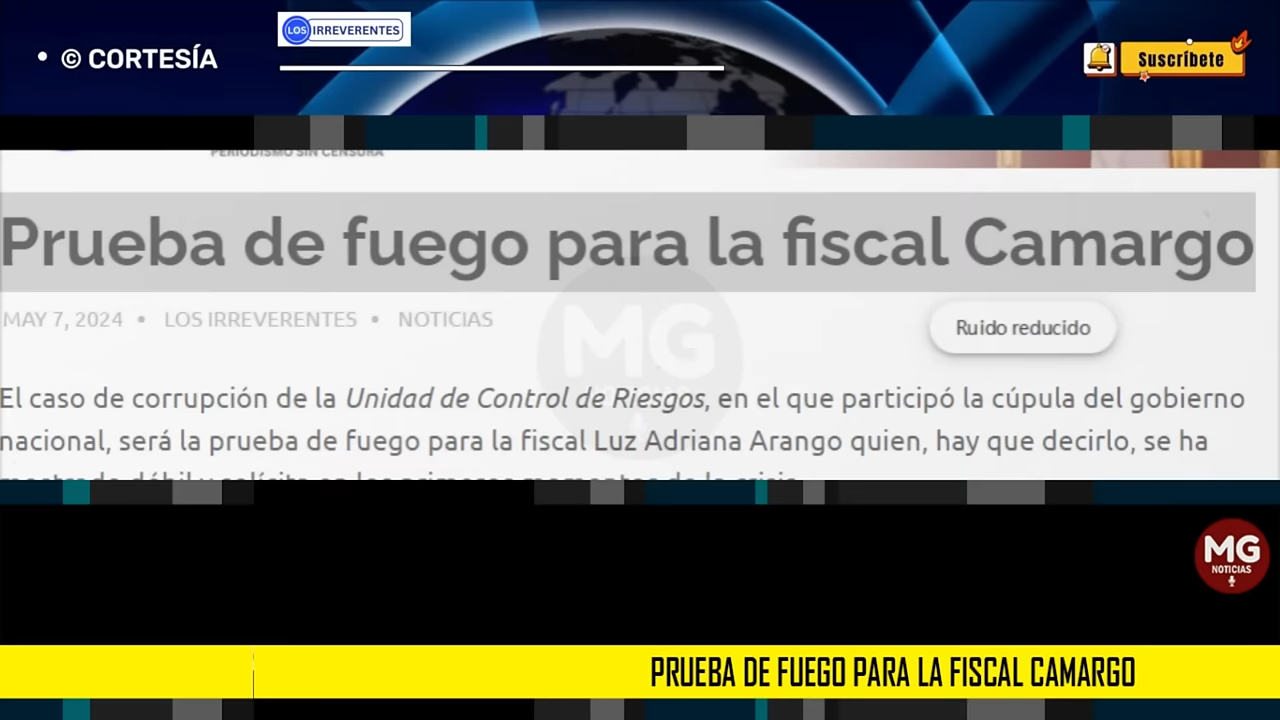 • © CORTESÍA
LOS IRREVERENTES
Suscríbete
PERIODISMO SIN CENSURA
Prueba de fuego para la fiscal Camargo
MAY 7, 2024 • LOS IRREVERENTES • NOTICIAS
Ruido reducido
MG
El caso de corrupción de la Unidad de Control de Riesgos, en el que participó la cúpula del gobierno
nacional, será la prueba de fuego para la fiscal Luz Adriana Arango quien, hay que decirlo, se ha
MG
NOTICIAS
PRUEBA DE FUEGO PARA LA FISCAL CAMARGO